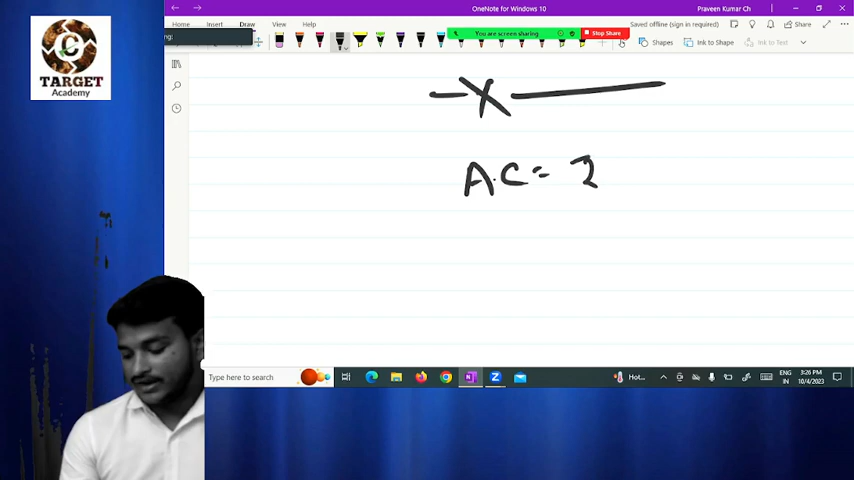 OneNote for Windows 10
Praveen Kumar Ch
Home Insert Draw View Help
Saved offline (sign in required)
Share
ng:
You are screen sharing
Stop Share
Shapes
Ink to Shape
Ink to Text
TARGET
Academy
X
A.C = 2
Type here to search
Hot...
ENG
IN
3:26 PM
10/4/2023